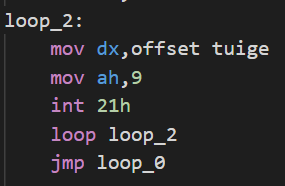 loop_2:
mov dx,offset tuige
mov ah,9
int 21h
loop loop_2
jmp loop_0